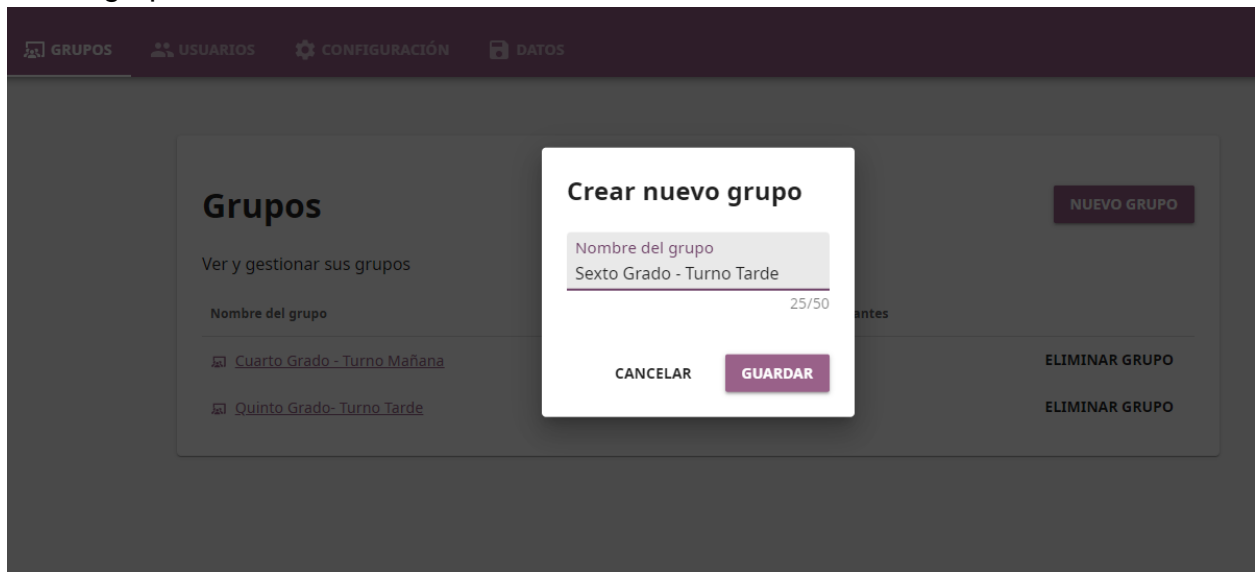 GRUPOS USUARIOS CONFIGURACIÓN DATOS
Grupos
NUEVO GRUPO
Ver y gestionar sus grupos
Nombre del grupo
antes
Cuarto Grado - Turno Mañana ELIMINAR GRUPO
Quinto Grado- Turno Tarde ELIMINAR GRUPO
Crear nuevo grupo
Nombre del grupo
Sexto Grado - Turno Tarde
25/50
CANCELAR GUARDAR